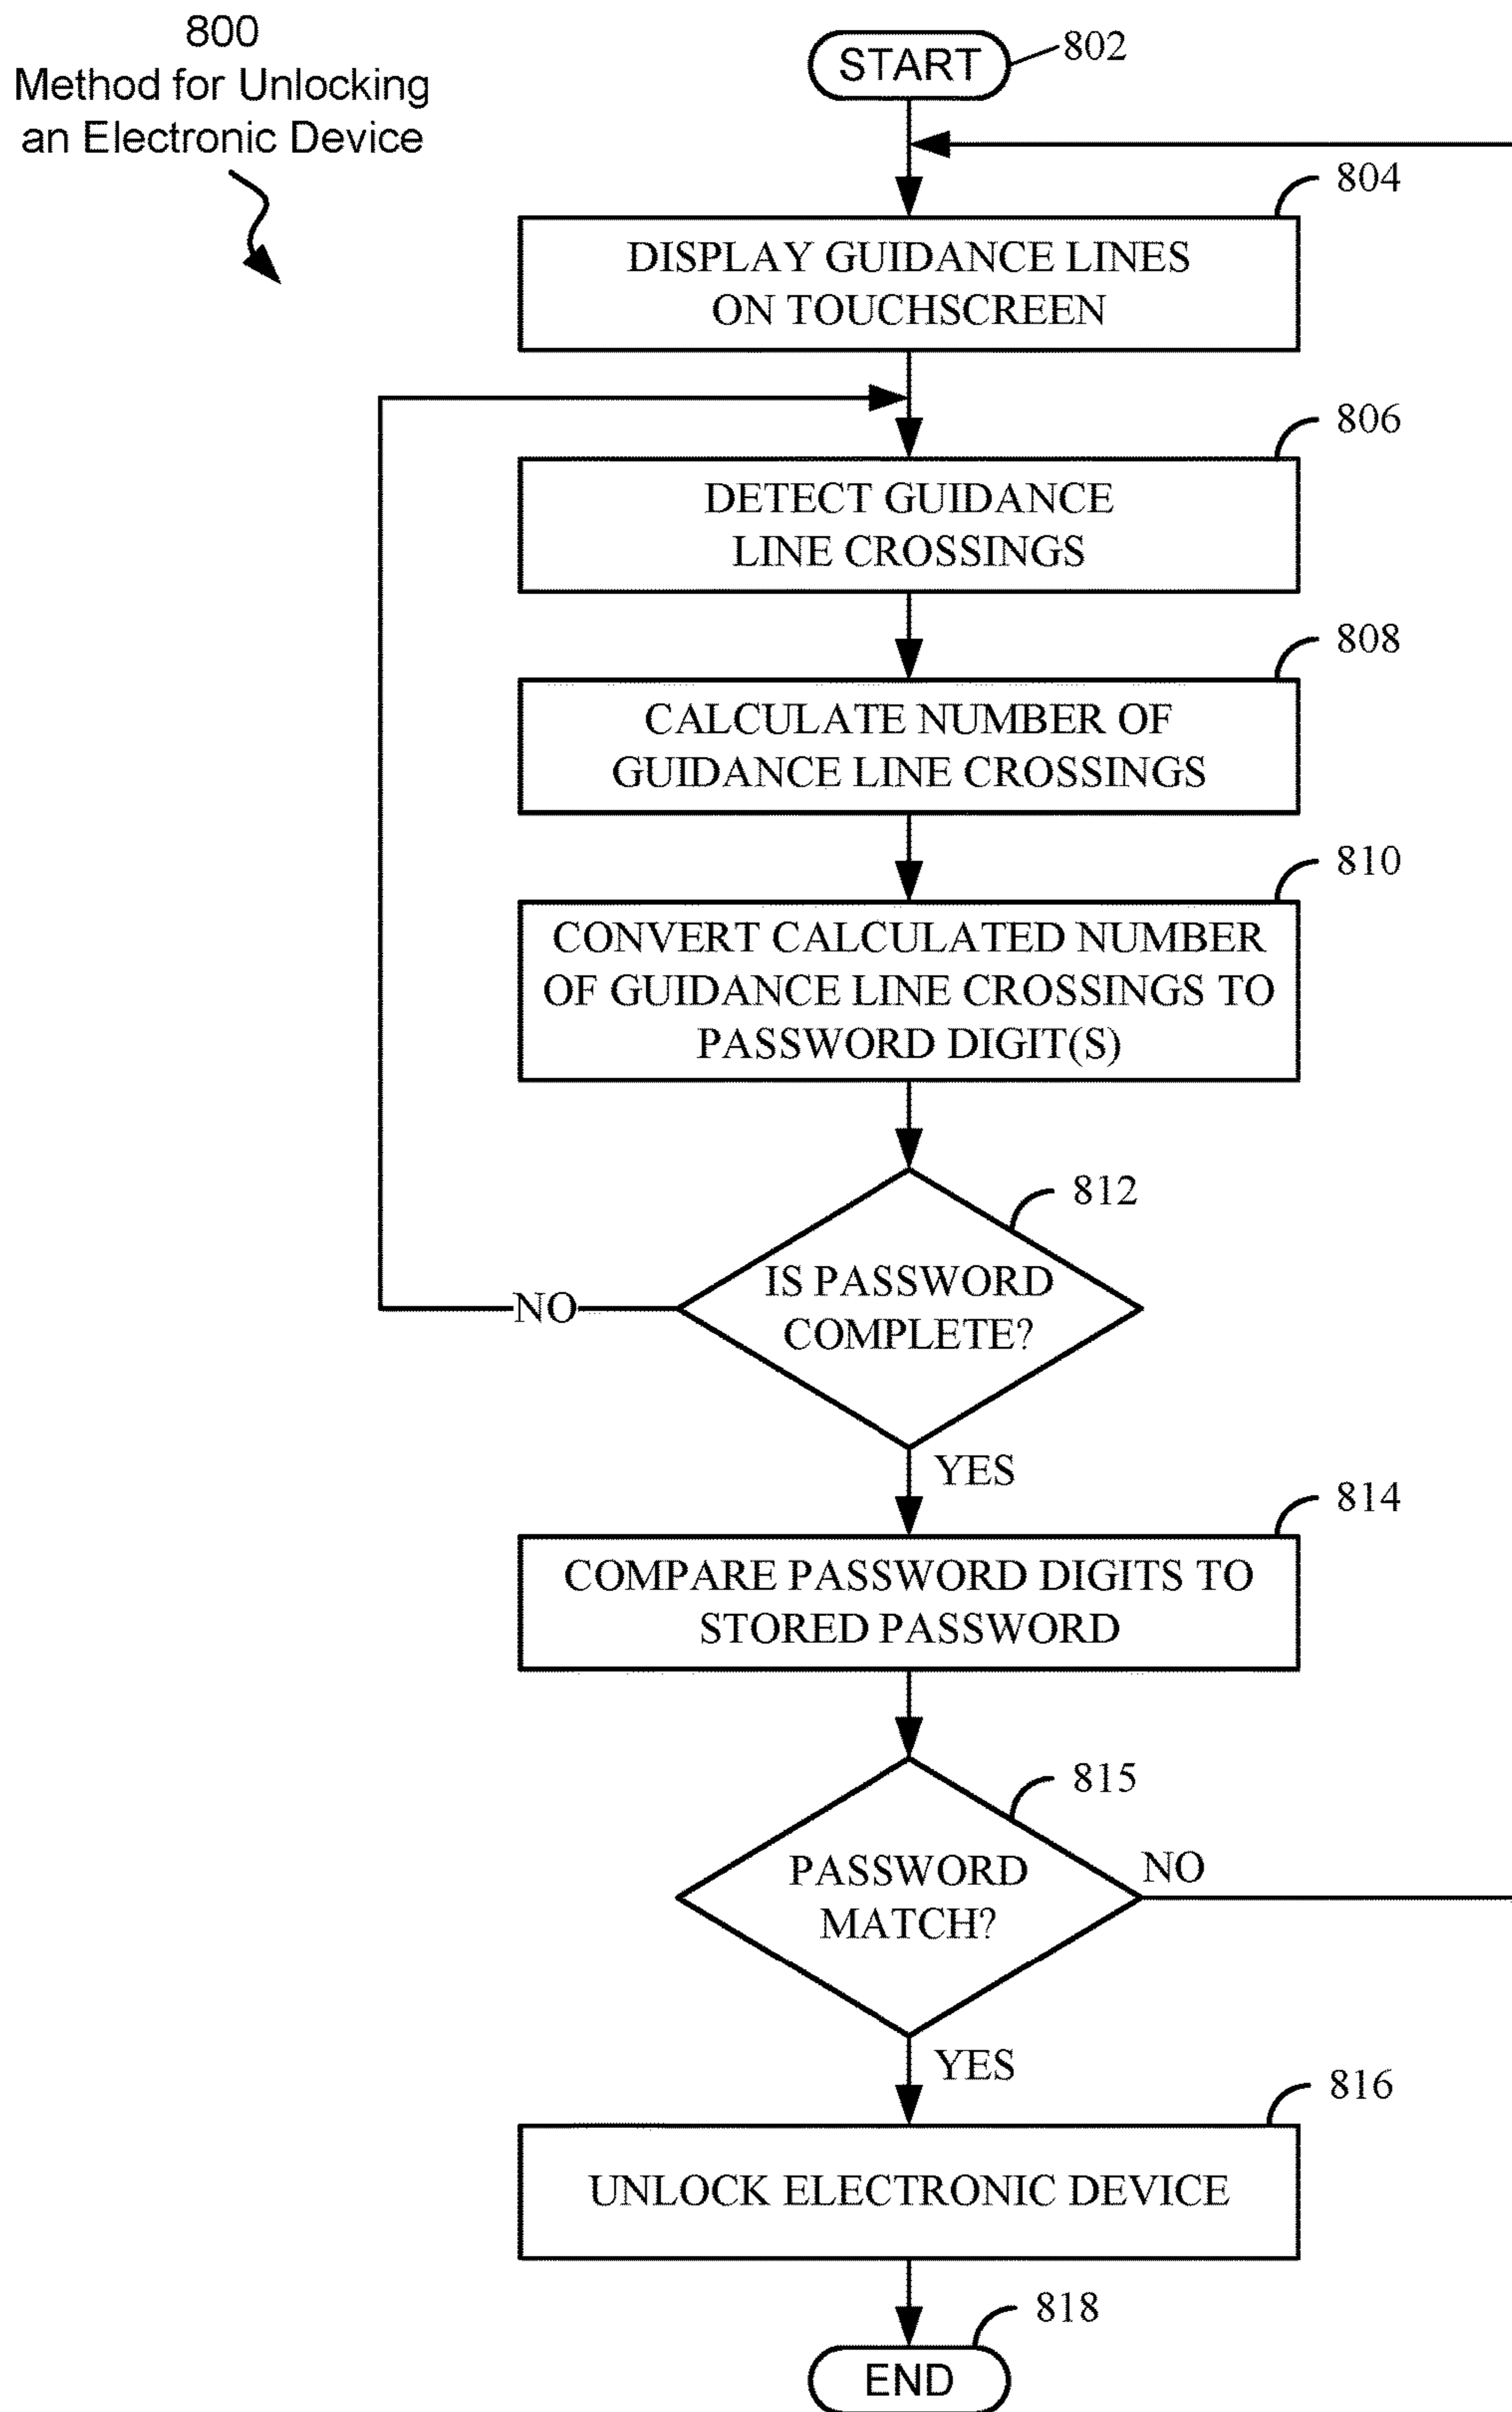 800
Method for Unlocking
an Electronic Device
START
802
804
DISPLAY GUIDANCE LINES
ON TOUCHSCREEN
806
DETECT GUIDANCE
LINE CROSSINGS
808
CALCULATE NUMBER OF
GUIDANCE LINE CROSSINGS
810
CONVERT CALCULATED NUMBER
OF GUIDANCE LINE CROSSINGS TO
PASSWORD DIGIT(S)
812
IS PASSWORD
COMPLETE?
NO
YES
814
COMPARE PASSWORD DIGITS TO
STORED PASSWORD
815
PASSWORD
MATCH?
NO
YES
816
UNLOCK ELECTRONIC DEVICE
818
END